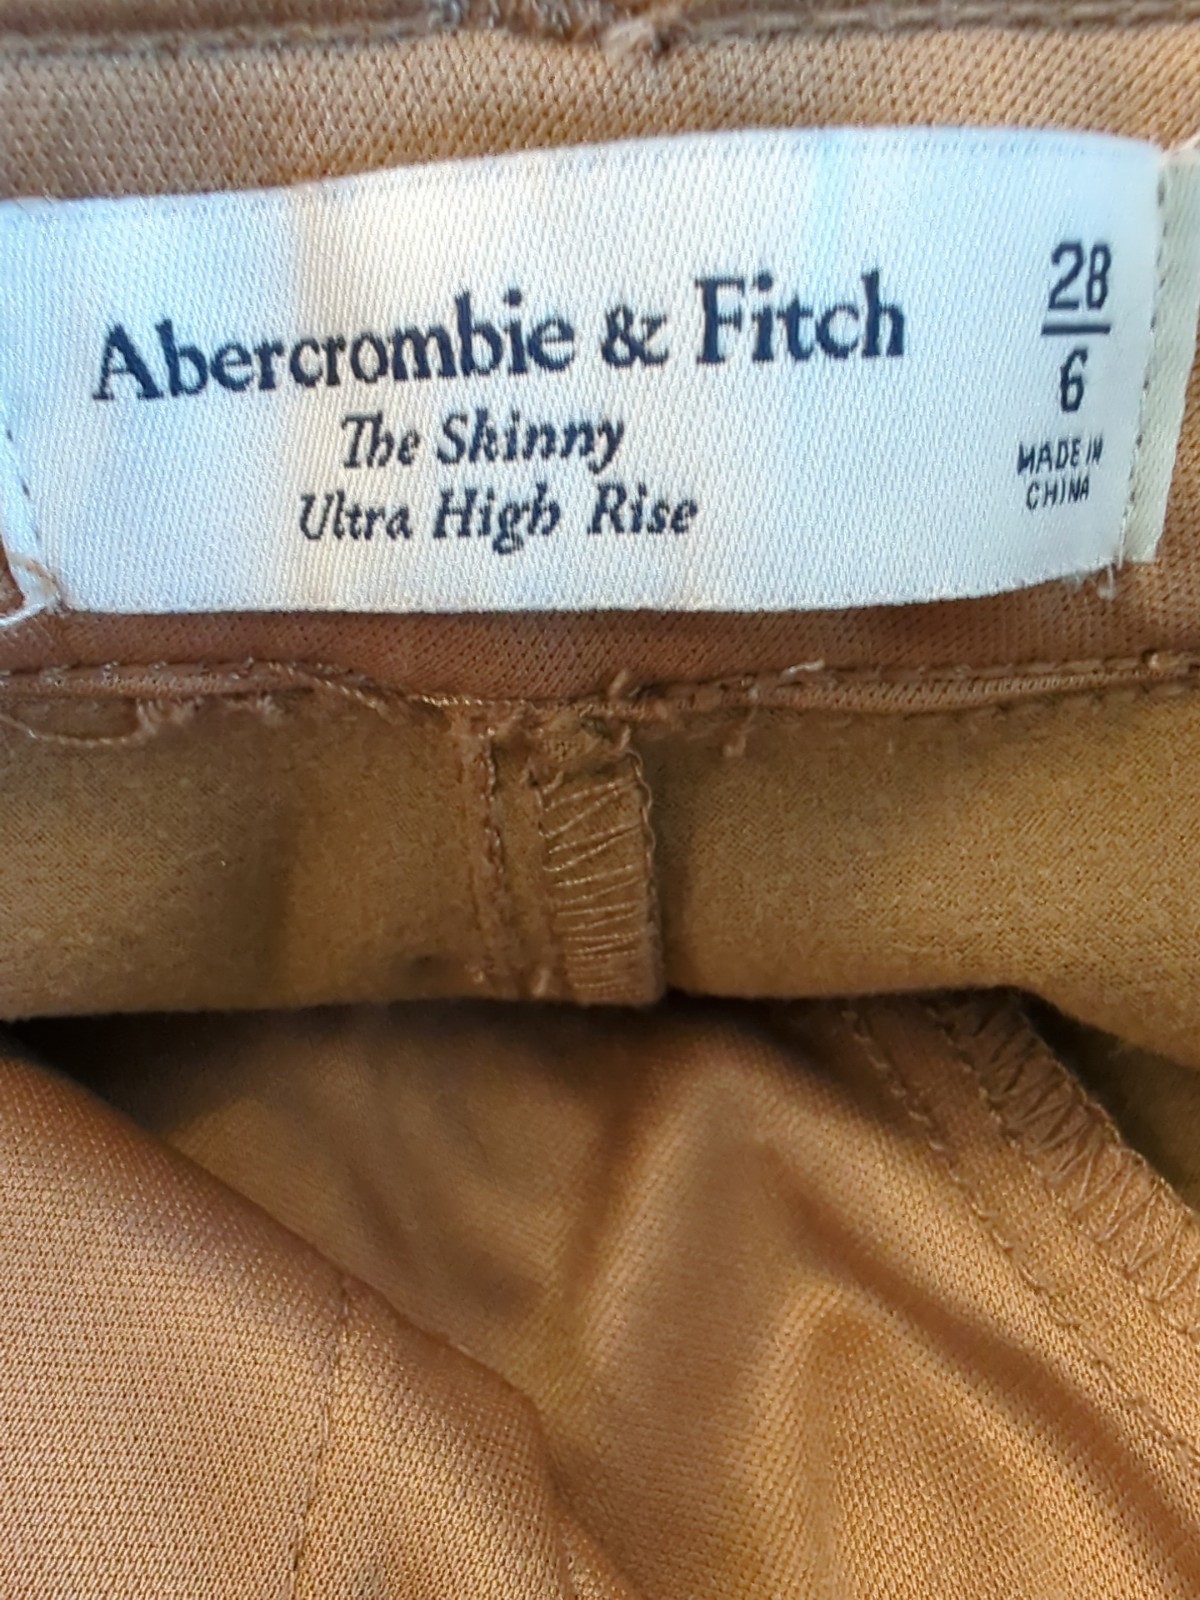 Abercrombie & Fitch
The Skinny
Ultra High Rise
28
6
MADE IN
CHINA